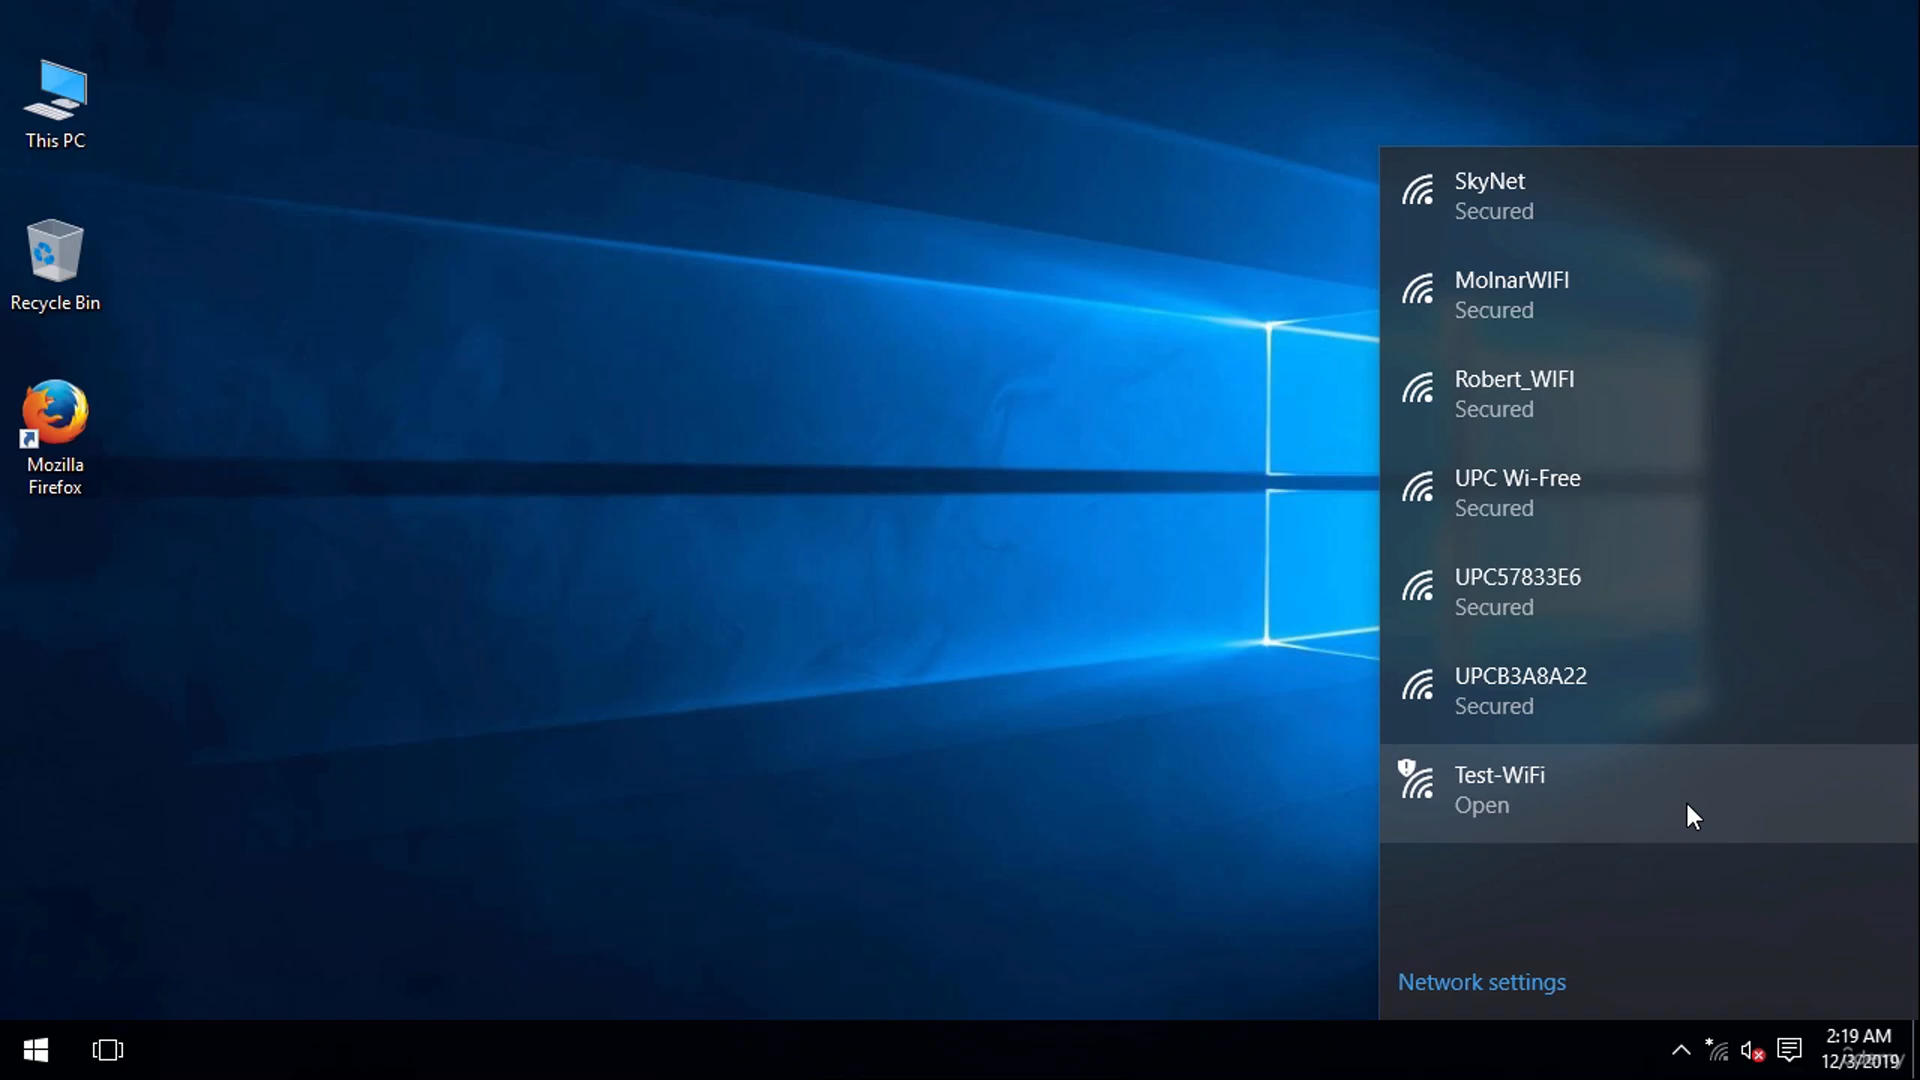 This PC
Recycle Bin
Mozilla
Firefox
SkyNet
Secured
MolnarWIFI
Secured
Robert_WIFI
Secured
UPC Wi-Free
Secured
UPC57833E6
Secured
UPCB3A8A22
Secured
Test-WiFi
Open
Network settings
2:19 AM
12/3/2019
Udemy